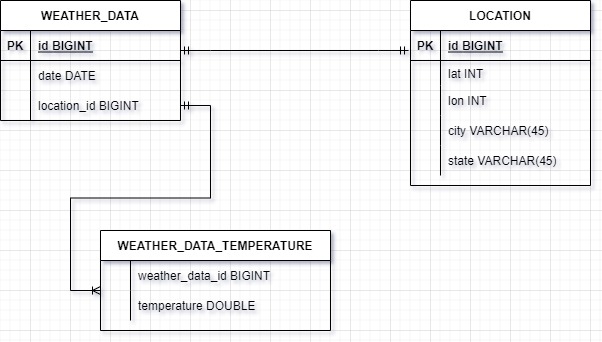 WEATHER_DATA
PK id BIGINT
date DATE
location_id BIGINT
LOCATION
PK id BIGINT
lat INT
lon INT
city VARCHAR(45)
state VARCHAR(45)
WEATHER_DATA_TEMPERATURE
weather_data_id BIGINT
temperature DOUBLE